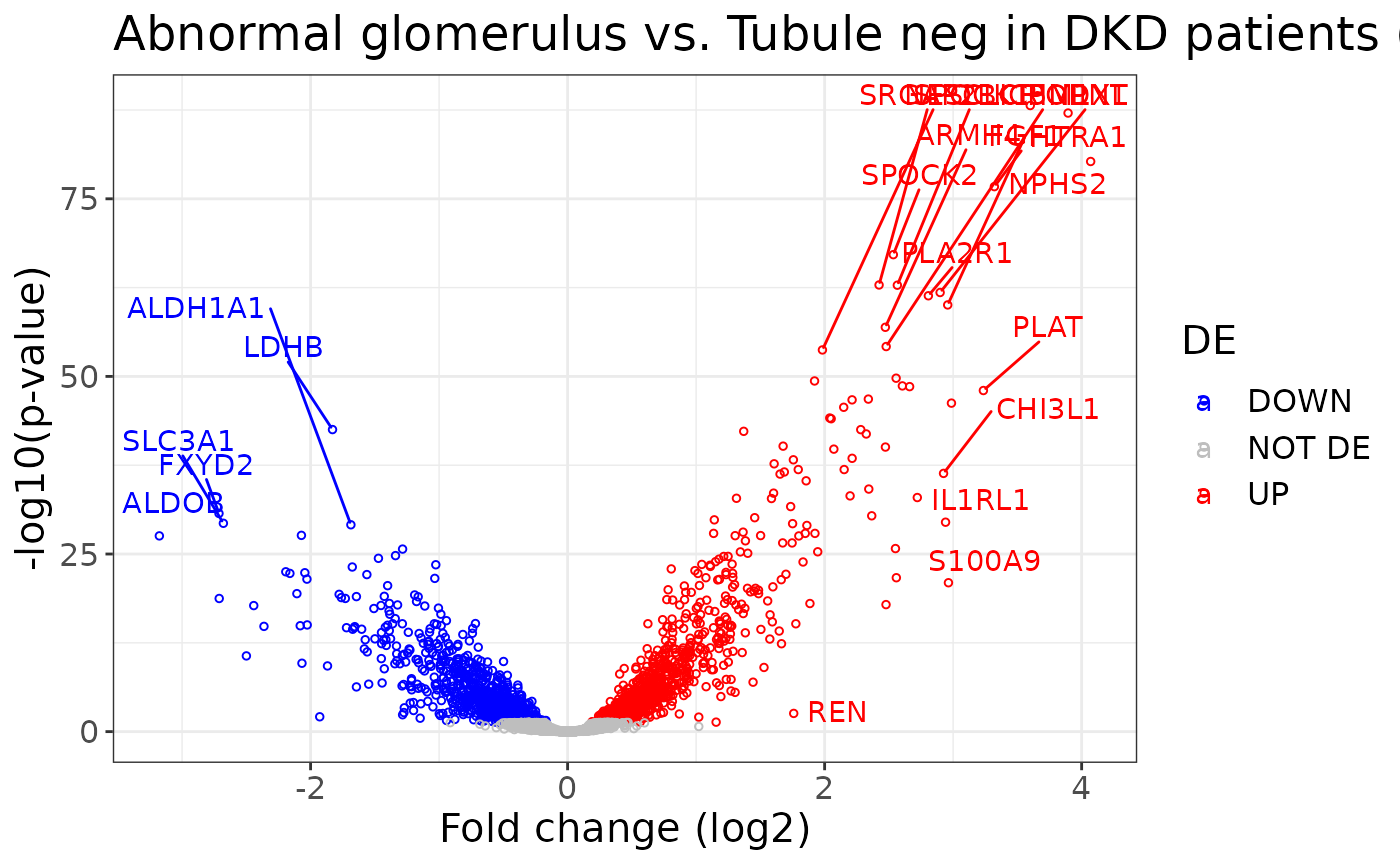 Abnormal glomerulus vs. Tubule neg in DKD patients (
ARMH4
HTRA1
SPOCK2
NPHS2
PLA2R1
ALDH1A1
LDHB
PLAT
CHI3L1
SLC3A1
FXYD2
ALDOB
IL1RL1
S100A9
REN
75
50
25
0
-2
0
2
4
-log10(p-value)
Fold change (log2)
DE
a DOWN
a NOT DE
a UP